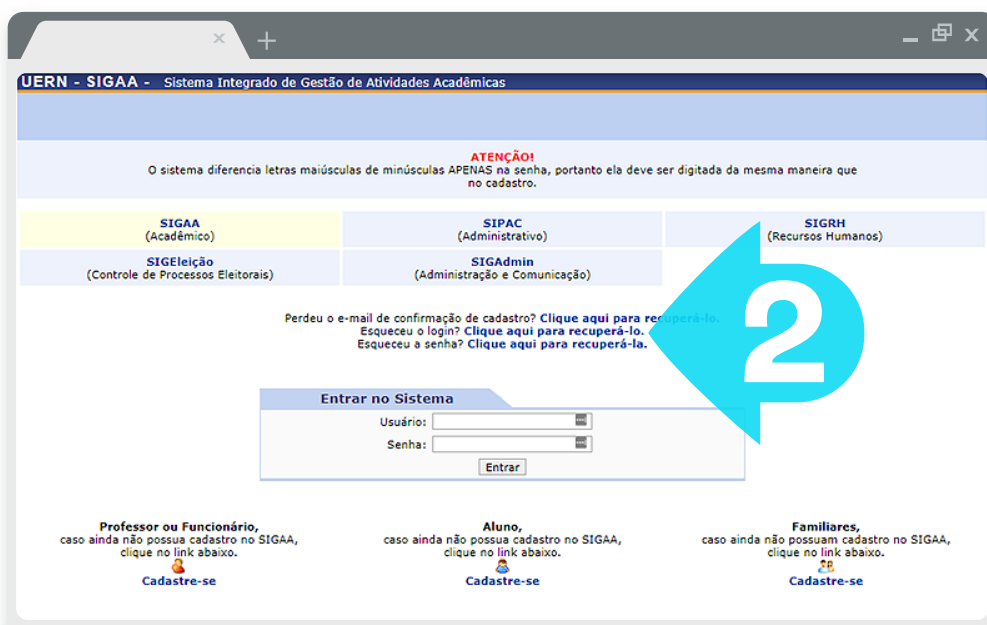 UERN - SIGAA - Sistema Integrado de Gestão de Atividades Acadêmicas
ATENÇÃO!
O sistema diferencia letras maiúsculas de minúsculas APENAS na senha, portanto ela deve ser digitada da mesma maneira que
no cadastro.
SIGAA
(Acadêmico)
SIPAC
(Administrativo)
SIGRH
(Recursos Humanos)
SIGEleição
(Controle de Processos Eleitorais)
SIGAdmin
(Administração e Comunicação)
Perdeu o e-mail de confirmação de cadastro? Clique aqui para recuperá-lo.
Esqueceu o login? Clique aqui para recuperá-lo.
Esqueceu a senha? Clique aqui para recuperá-la.
2
Entrar no Sistema
Usuário:
Senha:
Entrar
Professor ou Funcionário,
caso ainda não possua cadastro no SIGAA,
clique no link abaixo.
Cadastre-se
Aluno,
caso ainda não possua cadastro no SIGAA,
clique no link abaixo.
Cadastre-se
Familiares,
caso ainda não possuam cadastro no SIGAA,
clique no link abaixo.
Cadastre-se